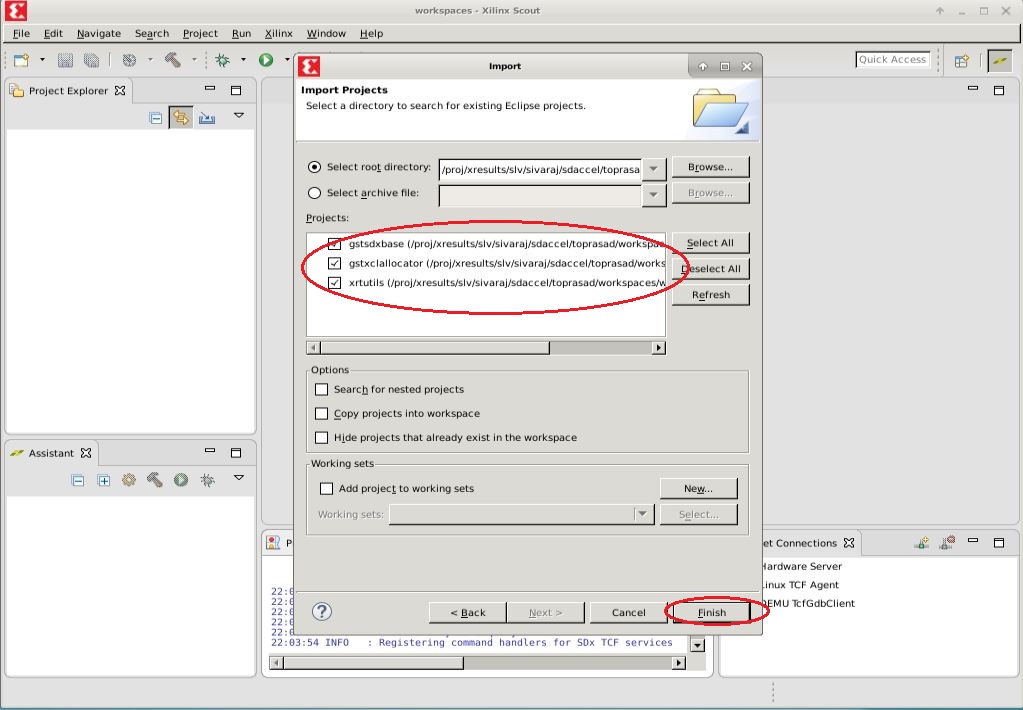 workspaces - Xilinx Scout
File Edit Navigate Search Project Run Xilinx Window Help
Quick Access
Project Explorer
Import
Import Projects
Select a directory to search for existing Eclipse projects.
Select root directory: /proj/xresults/slv/sivaraj/sdaccel/toprasa Browse...
Select archive file: Browse...
Projects:
gstsdxbase (/proj/xresults/slv/sivaraj/sdaccel/toprasad/workspa Select All
gstxclallocator (/proj/xresults/slv/sivaraj/sdaccel/toprasad/works Deselect All
xrtutils (/proj/xresults/slv/sivaraj/sdaccel/toprasad/workspaces/w
Refresh
Options
Search for nested projects
Copy projects into workspace
Hide projects that already exist in the workspace
Working sets
Add project to working sets New...
Working sets: Select...
? < Back Next > Cancel Finish
Assistant
P
22:0
22:0
22:0
22:0
22:0
22:03:54 INFO : Registering command handlers for SDx TCF services
et Connections
Hardware Server
Linux TCF Agent
QEMU TcfGdbClient